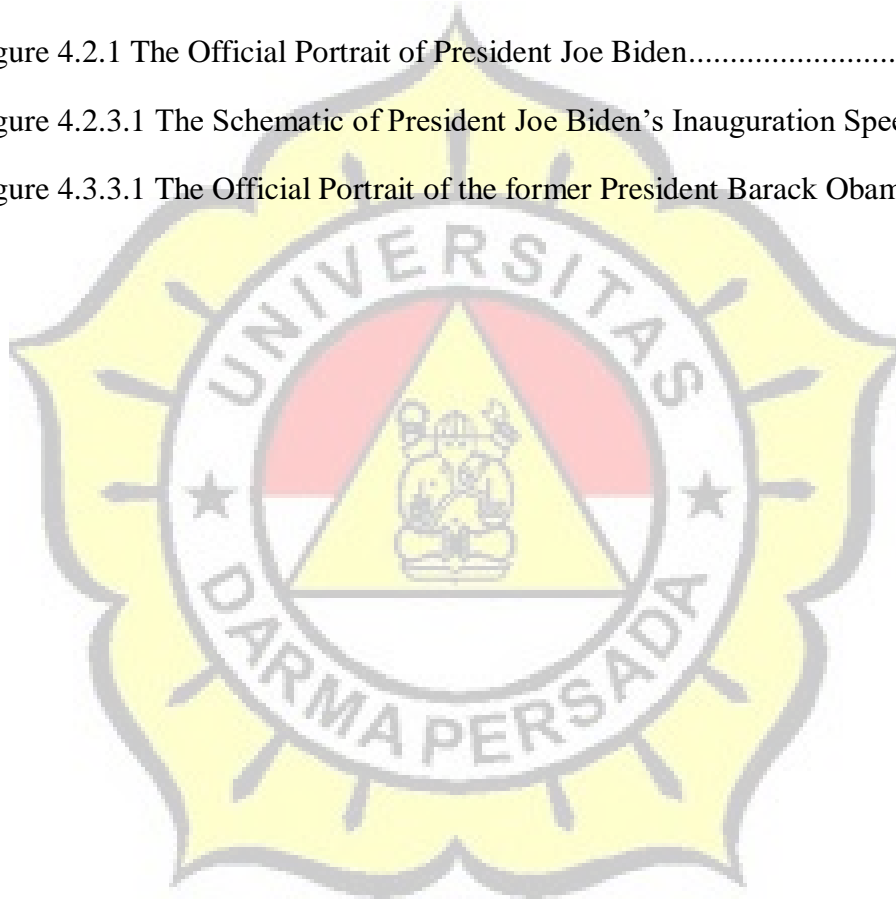 gure 4.2.1 The Official Portrait of President Joe Biden.........................
gure 4.2.3.1 The Schematic of President Joe Biden’s Inauguration Spee
gure 4.3.3.1 The Official Portrait of the former President Barack Obam
UNIVERSITAS
DARMA PERSADA